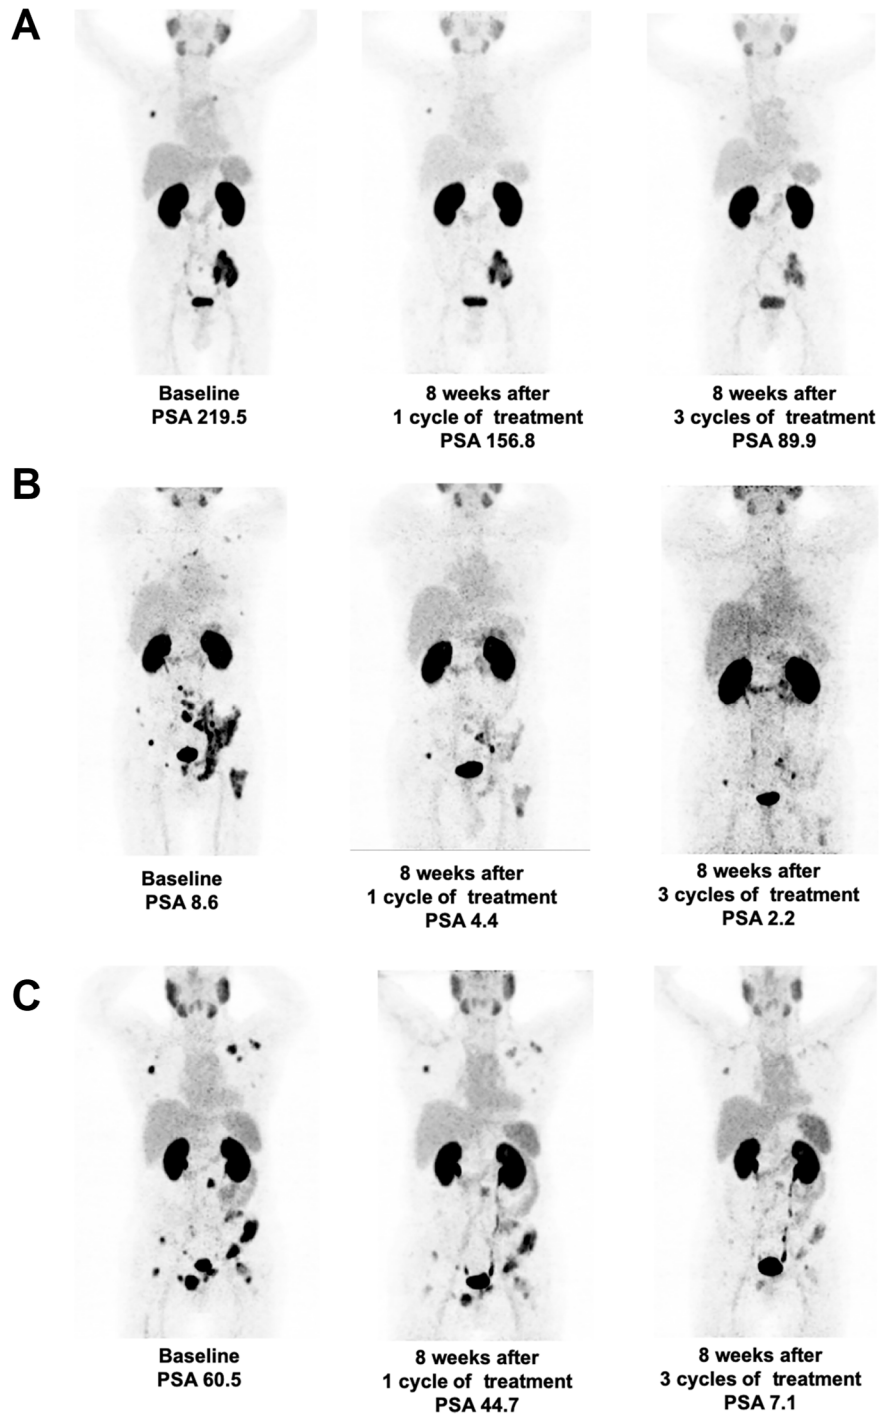 A
Baseline
PSA 219.5
8 weeks after
1 cycle of treatment
PSA 156.8
8 weeks after
3 cycles of treatment
PSA 89.9
B
Baseline
PSA 8.6
8 weeks after
1 cycle of treatment
PSA 4.4
8 weeks after
3 cycles of treatment
PSA 2.2
C
Baseline
PSA 60.5
8 weeks after
1 cycle of treatment
PSA 44.7
8 weeks after
3 cycles of treatment
PSA 7.1